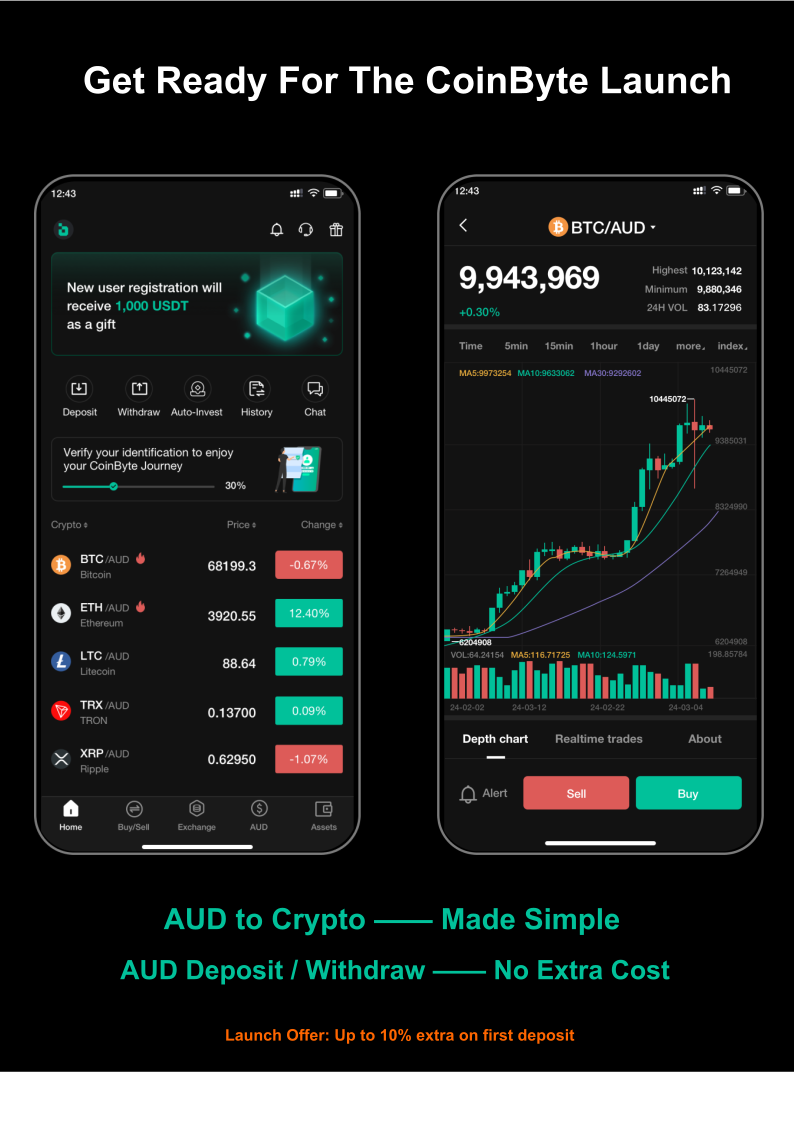 Get Ready For The CoinByte Launch
12:43
New user registration will
receive 1,000 USDT
as a gift
Deposit Withdraw Auto-Invest History Chat
Verify your identification to enjoy
your CoinByte Journey
30%
Crypto Price Change
BTC /AUD 68199.3 -0.67%
Bitcoin
ETH /AUD 3920.55 12.40%
Ethereum
LTC /AUD 88.64 0.79%
Litecoin
TRX /AUD 0.13700 0.09%
TRON
XRP /AUD 0.62950 -1.07%
Ripple
Home Buy/Sell Exchange AUD Assets
12:43
BTC/AUD
9,943,969
+0.30%
Highest 10,123,142
Minimum 9,880,346
24H VOL 83.17296
Time 5min 15min 1hour 1day more index
MA5:9973254 MA10:9633062 MA30:9292602
10445072
10445072
9385031
8324990
7264949
6204908
6204908
VOL:64.24154 MA5:116.71725 MA10:124.5971 198.85784
24-02-02 24-03-12 24-02-22 24-03-04
Depth chart Realtime trades About
Alert Sell Buy
AUD to Crypto —— Made Simple
AUD Deposit / Withdraw —— No Extra Cost
Launch Offer: Up to 10% extra on first deposit